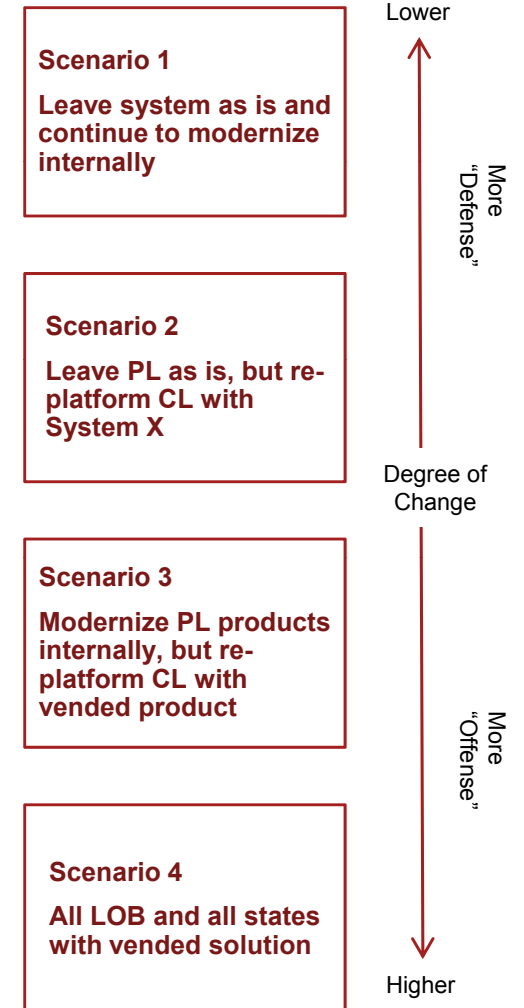 Lower
Scenario 1
Leave system as is and
continue to modernize
internally
More
“Defense”
Scenario 2
Leave PL as is, but re-
platform CL with
System X
Degree of
Change
Scenario 3
Modernize PL products
internally, but re-
platform CL with
vended product
More
“Offense”
Scenario 4
All LOB and all states
with vended solution
Higher